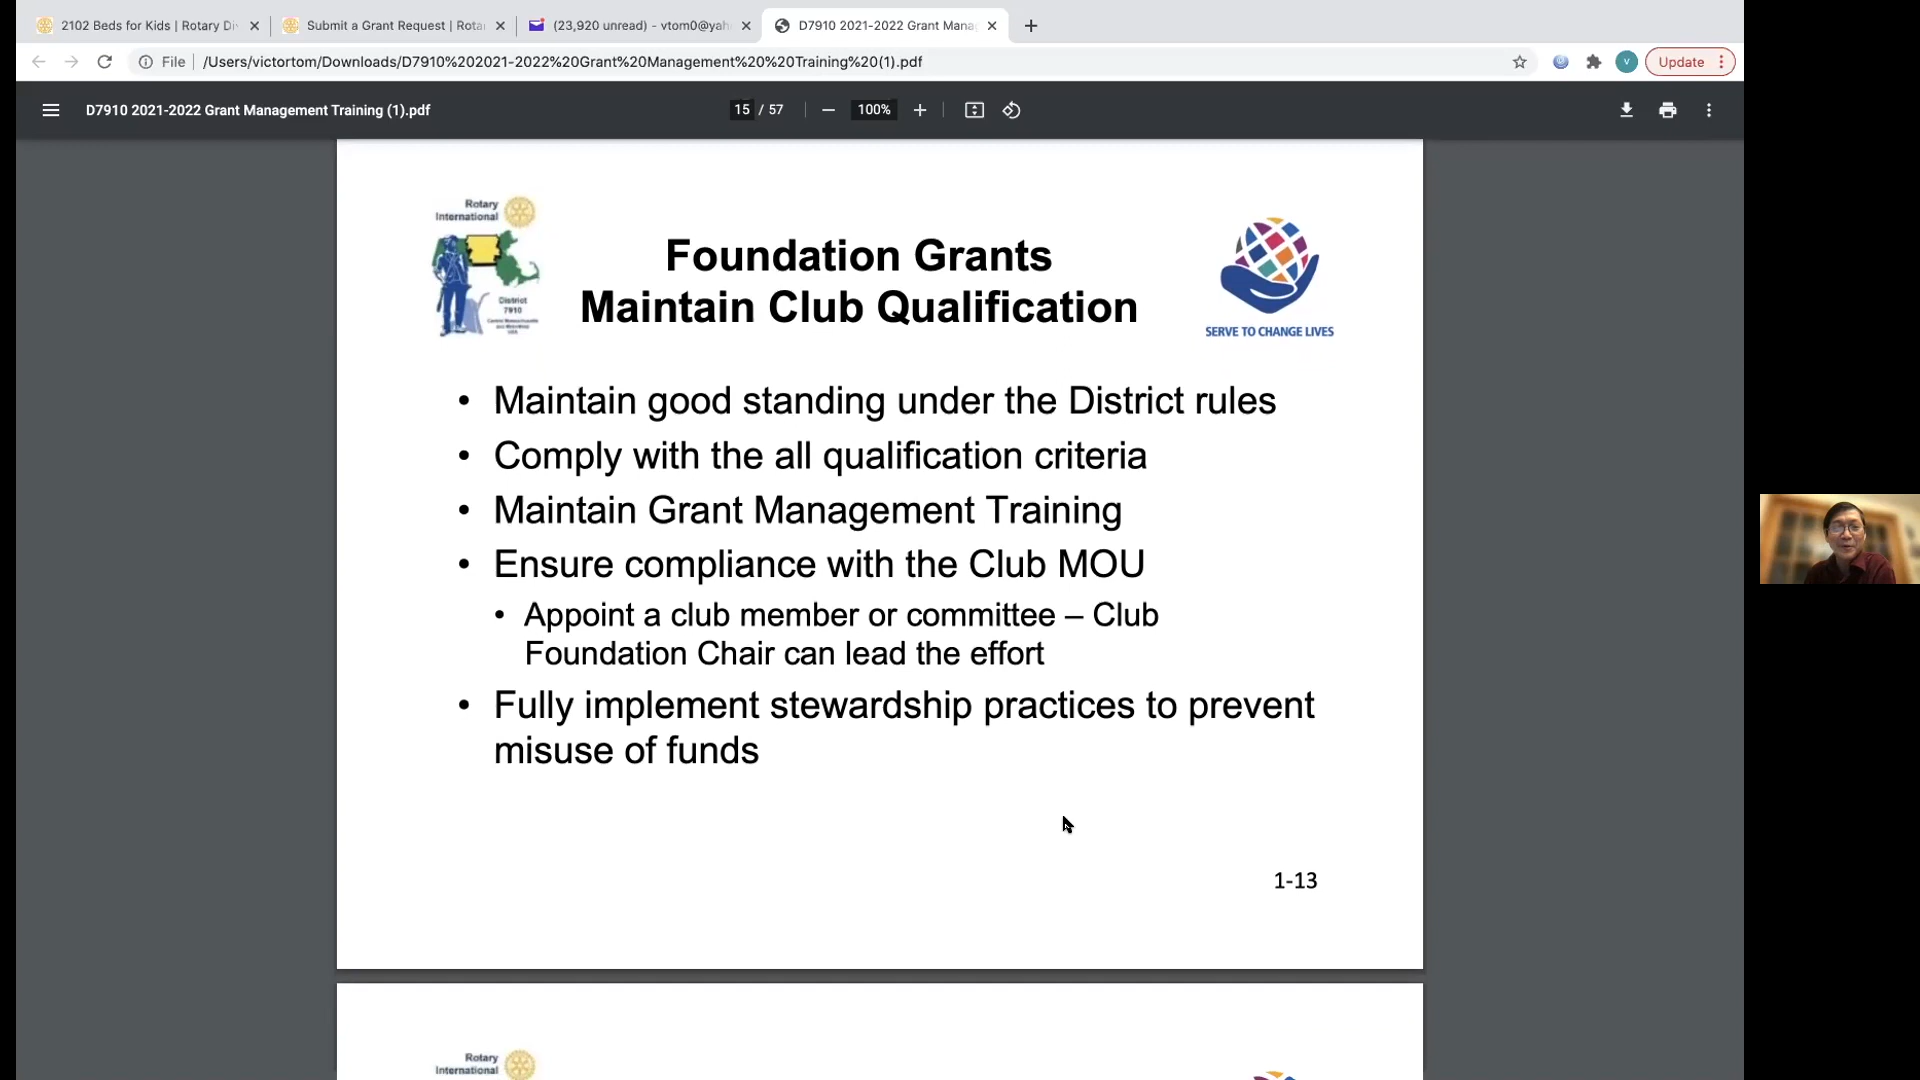 2102 Beds for Kids | Rotary Di
Submit a Grant Request | Rota
(23,920 unread) - vtom0@yah
D7910 2021-2022 Grant Mana
File
/Users/victortom/Downloads/D7910%202021-2022%20Grant%20Management%20%20Training%20(1).pdf
V
Update
D7910 2021-2022 Grant Management Training (1).pdf
15 / 57
100%
Rotary
International
District
7910
Foundation Grants
Maintain Club Qualification
SERVE TO CHANGE LIVES
• Maintain good standing under the District rules
• Comply with the all qualification criteria
• Maintain Grant Management Training
• Ensure compliance with the Club MOU
• Appoint a club member or committee – Club
Foundation Chair can lead the effort
• Fully implement stewardship practices to prevent
misuse of funds
1-13
Rotary
International